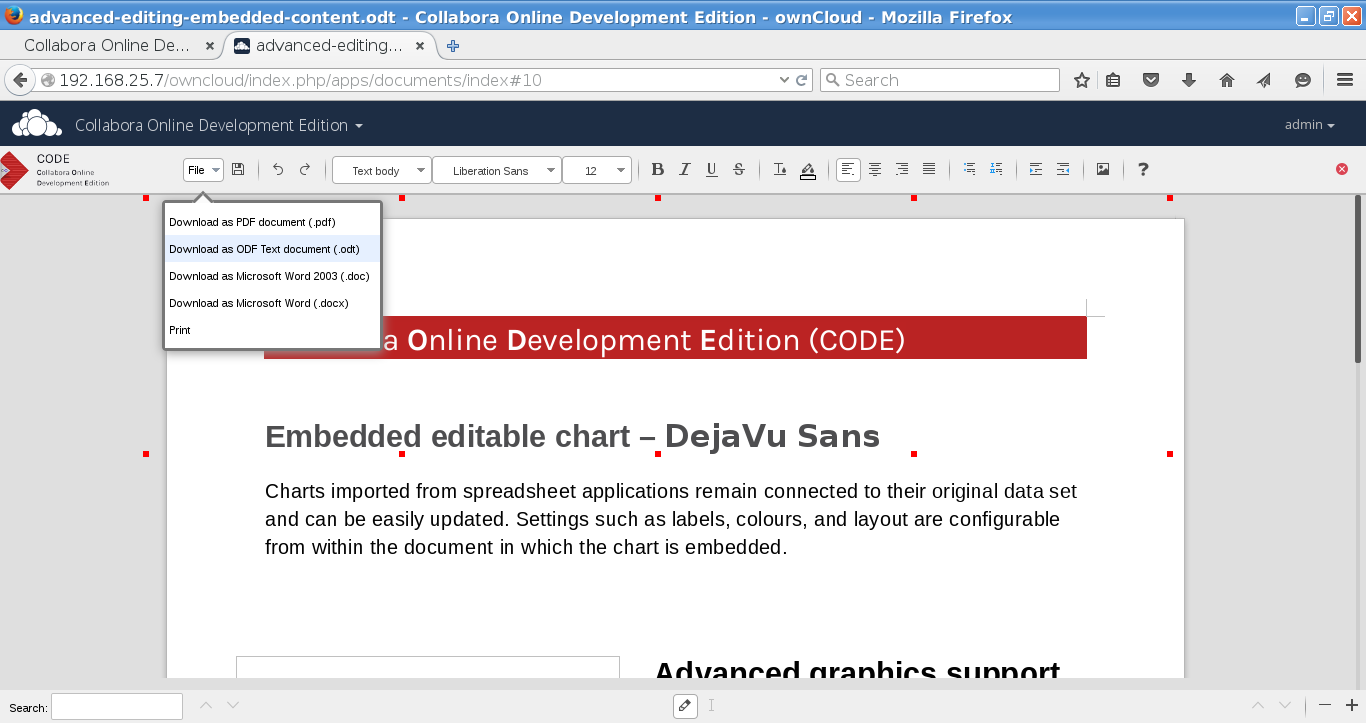 advanced-editing-embedded-content.odt - Collabora Online Development Edition - ownCloud - Mozilla Firefox
Collabora Online De... advanced-editing...
192.168.25.7/owncloud/index.php/apps/documents/index#10 Search
Collabora Online Development Edition admin
CODE
Collabora Online
Development Edition
File Text body Liberation Sans 12 B I U S ?
Download as PDF document (.pdf)
Download as ODF Text document (.odt)
Download as Microsoft Word 2003 (.doc)
Download as Microsoft Word (.docx)
Print
a Online Development Edition (CODE)
Embedded editable chart – DejaVu Sans
Charts imported from spreadsheet applications remain connected to their original data set
and can be easily updated. Settings such as labels, colours, and layout are configurable
from within the document in which the chart is embedded.
Advanced graphics support
Search: